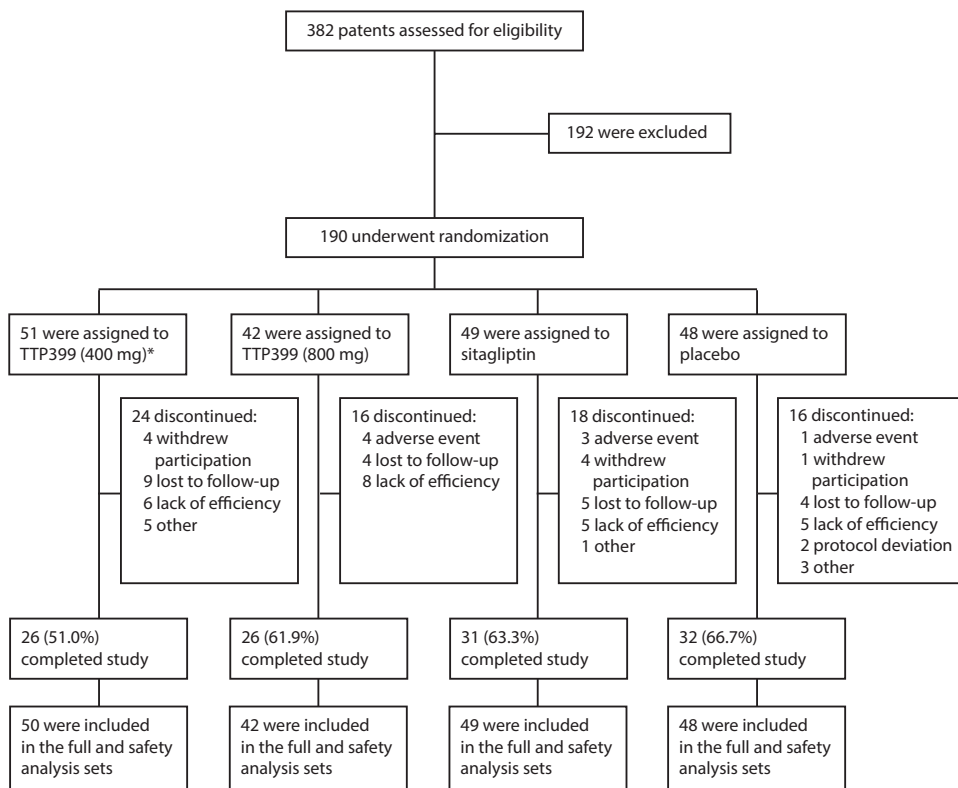 382 patents assessed for eligibility
192 were excluded
190 underwent randomization
51 were assigned to
TTP399 (400 mg)*
42 were assigned to
TTP399 (800 mg)
49 were assigned to
sitagliptin
48 were assigned to
placebo
24 discontinued:
4 withdrew
participation
9 lost to follow-up
6 lack of efficiency
5 other
16 discontinued:
4 adverse event
4 lost to follow-up
8 lack of efficiency
18 discontinued:
3 adverse event
4 withdrew
participation
5 lost to follow-up
5 lack of efficiency
1 other
16 discontinued:
1 adverse event
1 withdrew
participation
4 lost to follow-up
5 lack of efficiency
2 protocol deviation
3 other
26 (51.0%)
completed study
26 (61.9%)
completed study
31 (63.3%)
completed study
32 (66.7%)
completed study
50 were included
in the full and safety
analysis sets
42 were included
in the full and safety
analysis sets
49 were included
in the full and safety
analysis sets
48 were included
in the full and safety
analysis sets